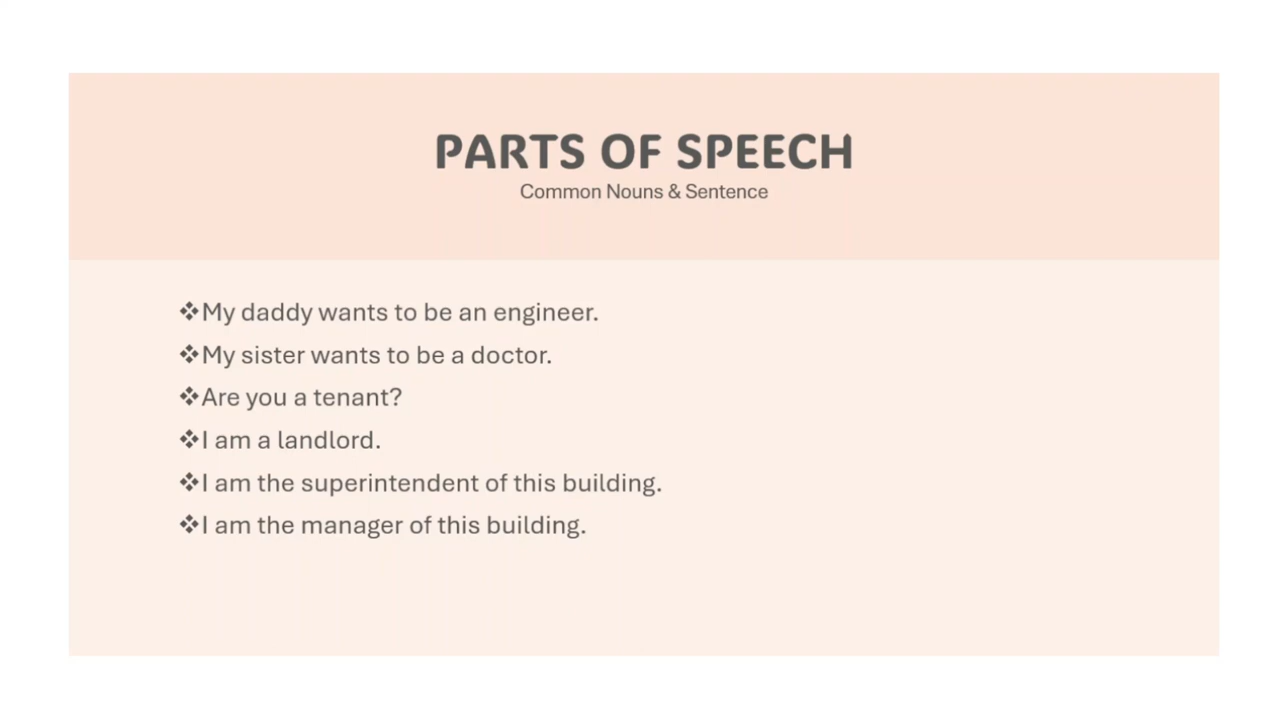 PARTS OF SPEECH
Common Nouns & Sentence
❖My daddy wants to be an engineer.
❖My sister wants to be a doctor.
❖Are you a tenant?
❖I am a landlord.
❖I am the superintendent of this building.
❖I am the manager of this building.